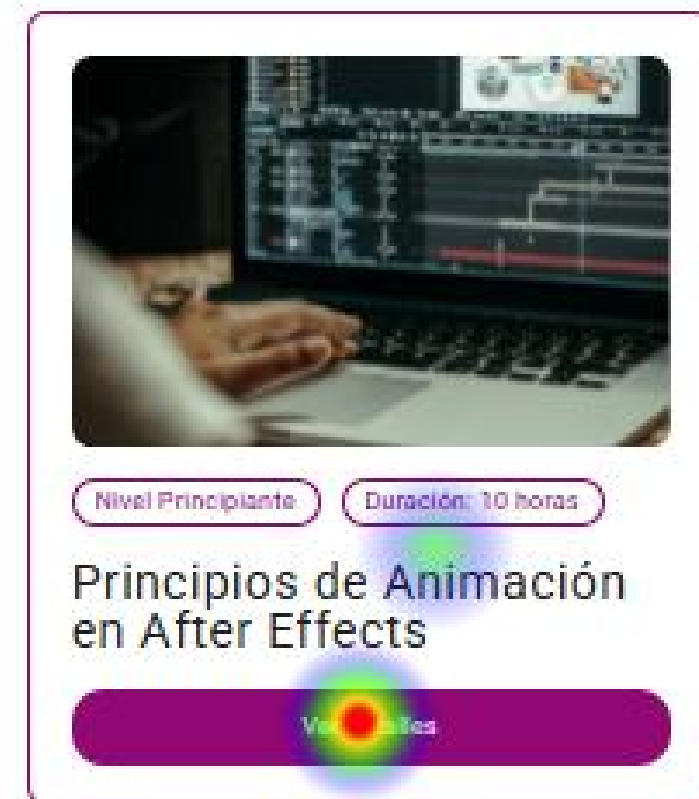 Nivel Principiante
Duración: 10 horas
Principios de Animación
en After Effects